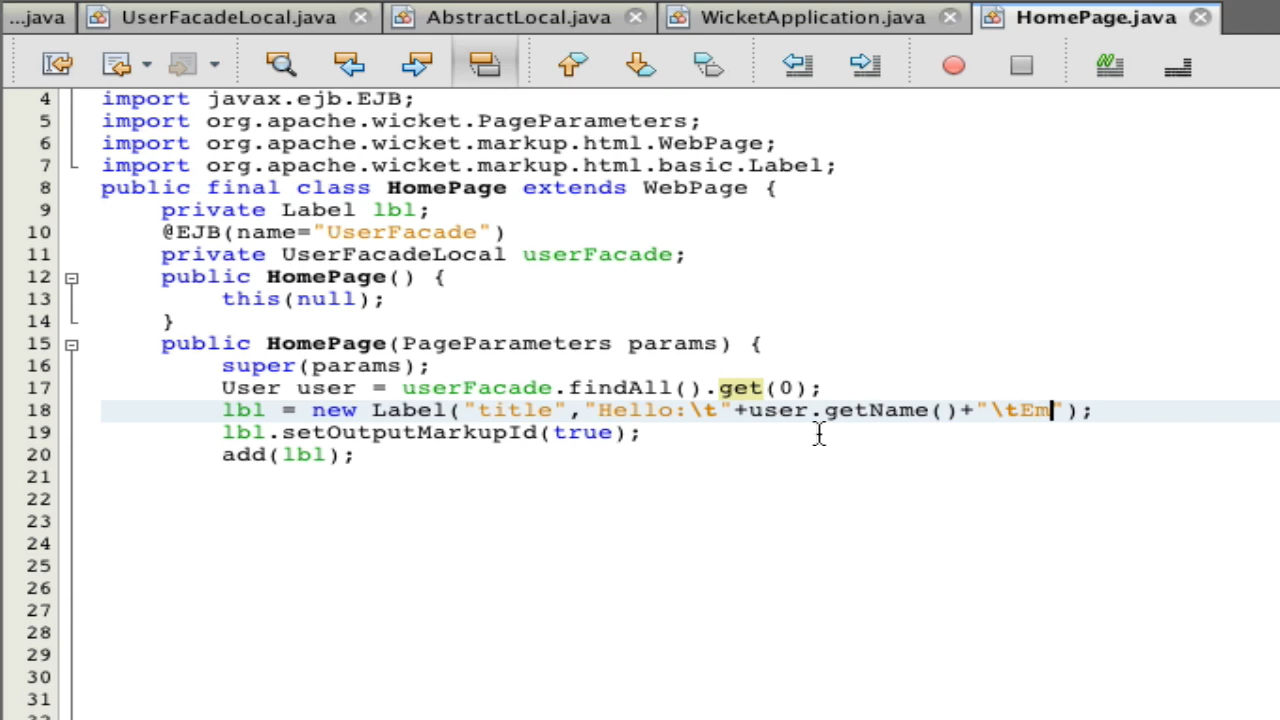 ...java UserFacadeLocal.java AbstractLocal.java WicketApplication.java HomePage.java
4 import javax.ejb.EJB;
5 import org.apache.wicket.PageParameters;
6 import org.apache.wicket.markup.html.WebPage;
7 import org.apache.wicket.markup.html.basic.Label;
8 public final class HomePage extends WebPage {
9 private Label lbl;
10 @EJB(name="UserFacade")
11 private UserFacadeLocal userFacade;
12 public HomePage() {
13 this(null);
14 }
15 public HomePage(PageParameters params) {
16 super(params);
17 User user = userFacade.findAll().get(0);
18 lbl = new Label("title","Hello:\t"+user.getName()+"\tEm");
19 lbl.setOutputMarkupId(true);
20 add(lbl);
21
22
23
24
25
26
27
28
29
30
31